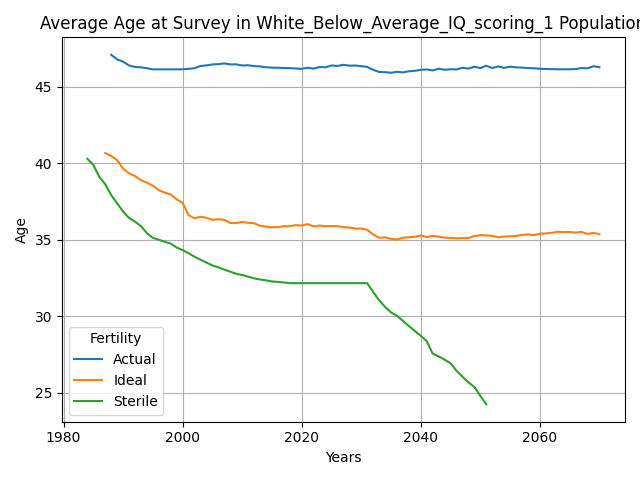 Average Age at Survey in White_Below_Average_IQ_scoring_1 Population
45
40
35
30
25
Age
Fertility
Actual
Ideal
Sterile
1980
2000
2020
2040
2060
Years